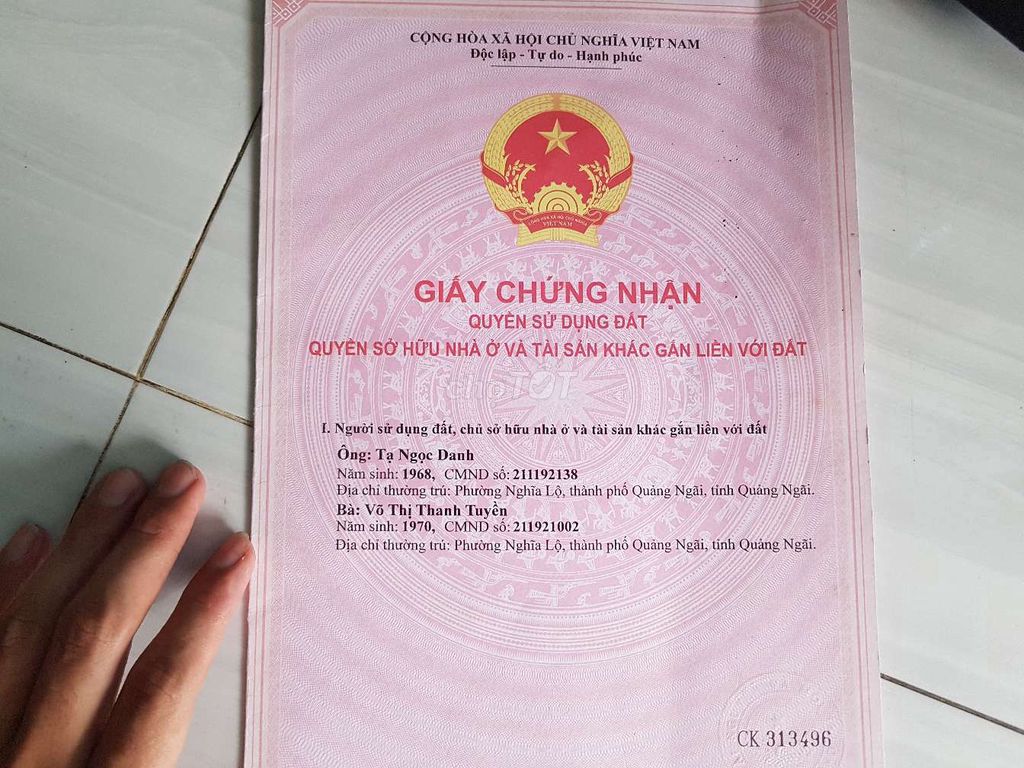 CỘNG HÒA XÃ HỘI CHỦ NGHĨA VIỆT NAM
Độc lập - Tự do - Hạnh phúc
CỘNG HÒA XÃ HỘI CHỦ NGHĨA
VIỆT NAM
GIẤY CHỨNG NHẬN
QUYỀN SỬ DỤNG ĐẤT
QUYỀN SỞ HỮU NHÀ Ở VÀ TÀI SẢN KHÁC GẮN LIỀN VỚI ĐẤT
choTỐT
I. Người sử dụng đất, chủ sở hữu nhà ở và tài sản khác gắn liền với đất
Ông: Tạ Ngọc Danh
Năm sinh: 1968, CMND số: 211192138
Địa chỉ thường trú: Phường Nghĩa Lộ, thành phố Quảng Ngãi, tỉnh Quảng Ngãi.
Bà: Võ Thị Thanh Tuyền
Năm sinh: 1970, CMND số: 211921002
Địa chỉ thường trú: Phường Nghĩa Lộ, thành phố Quảng Ngãi, tỉnh Quảng Ngãi.
CK 313496